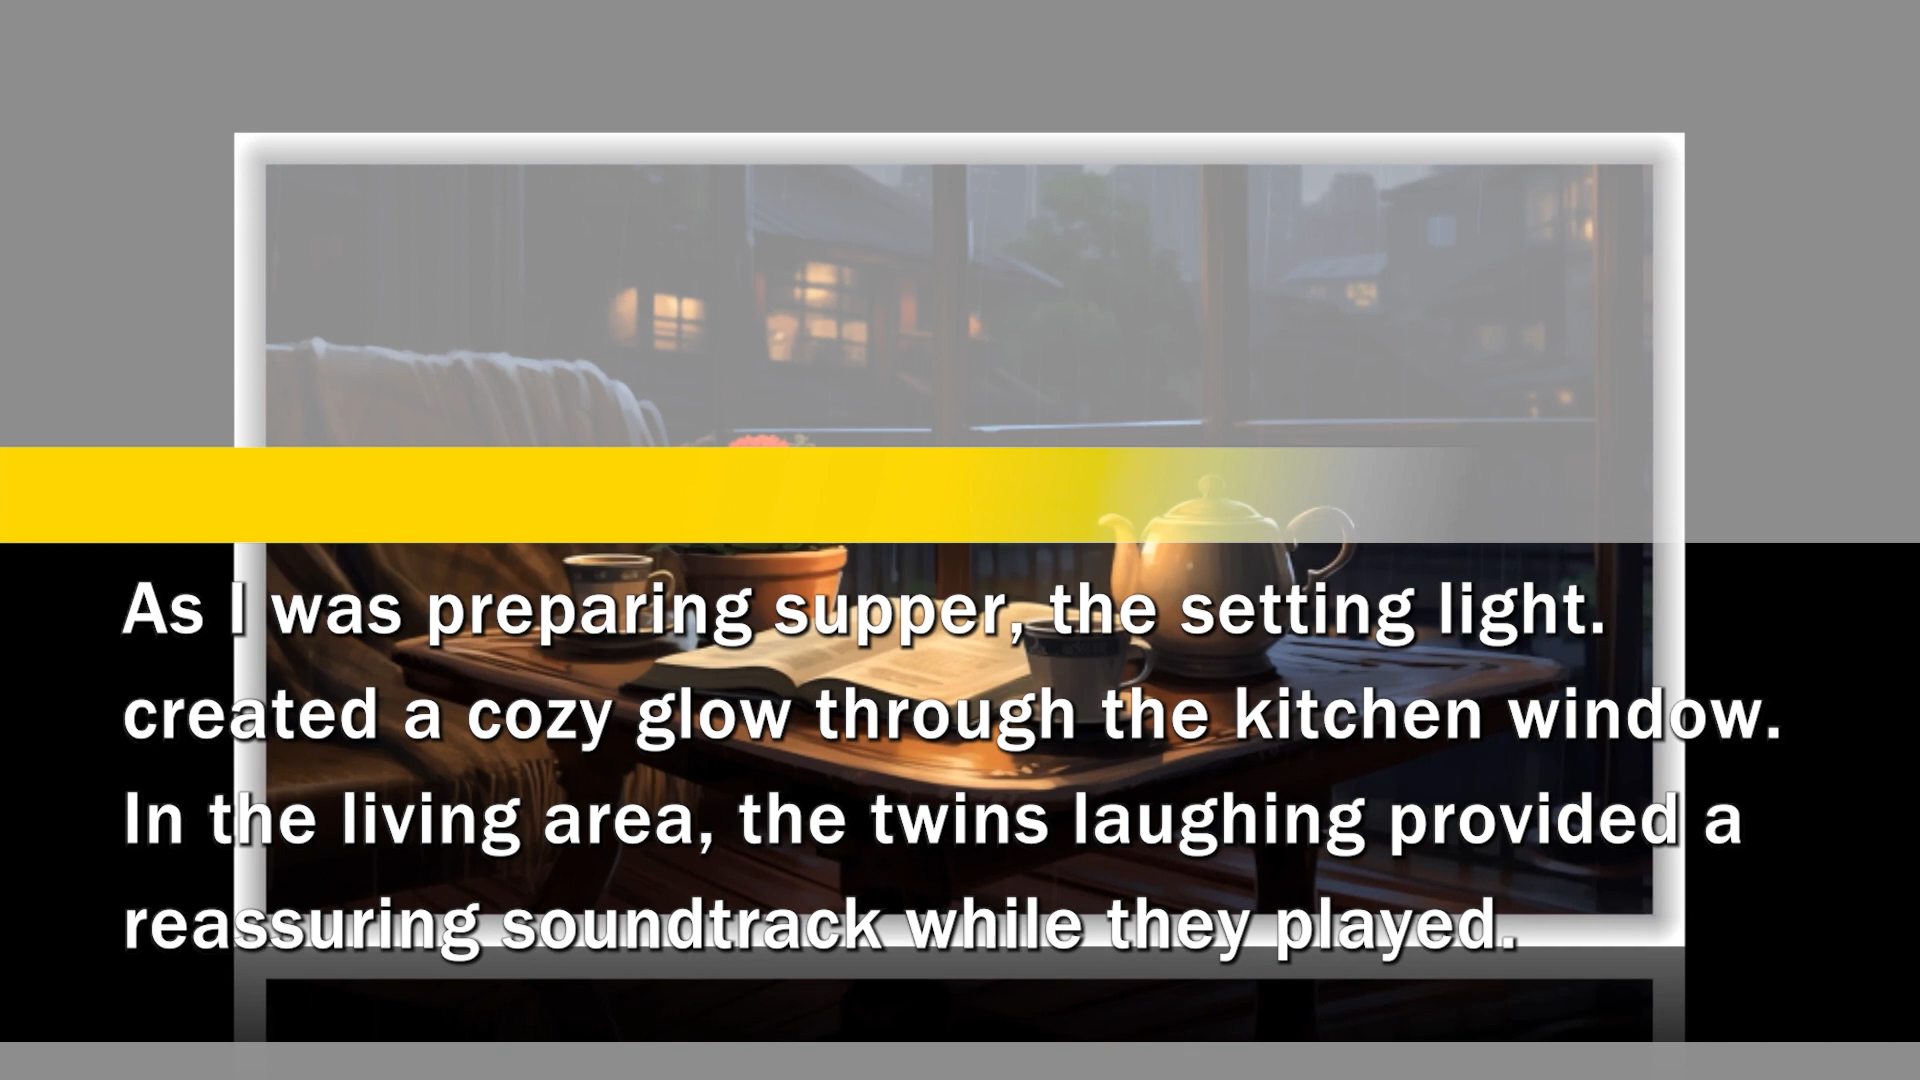 As I was preparing supper, the setting light.
created a cozy glow through the kitchen window.
In the living area, the twins laughing provided a
reassuring soundtrack while they played.